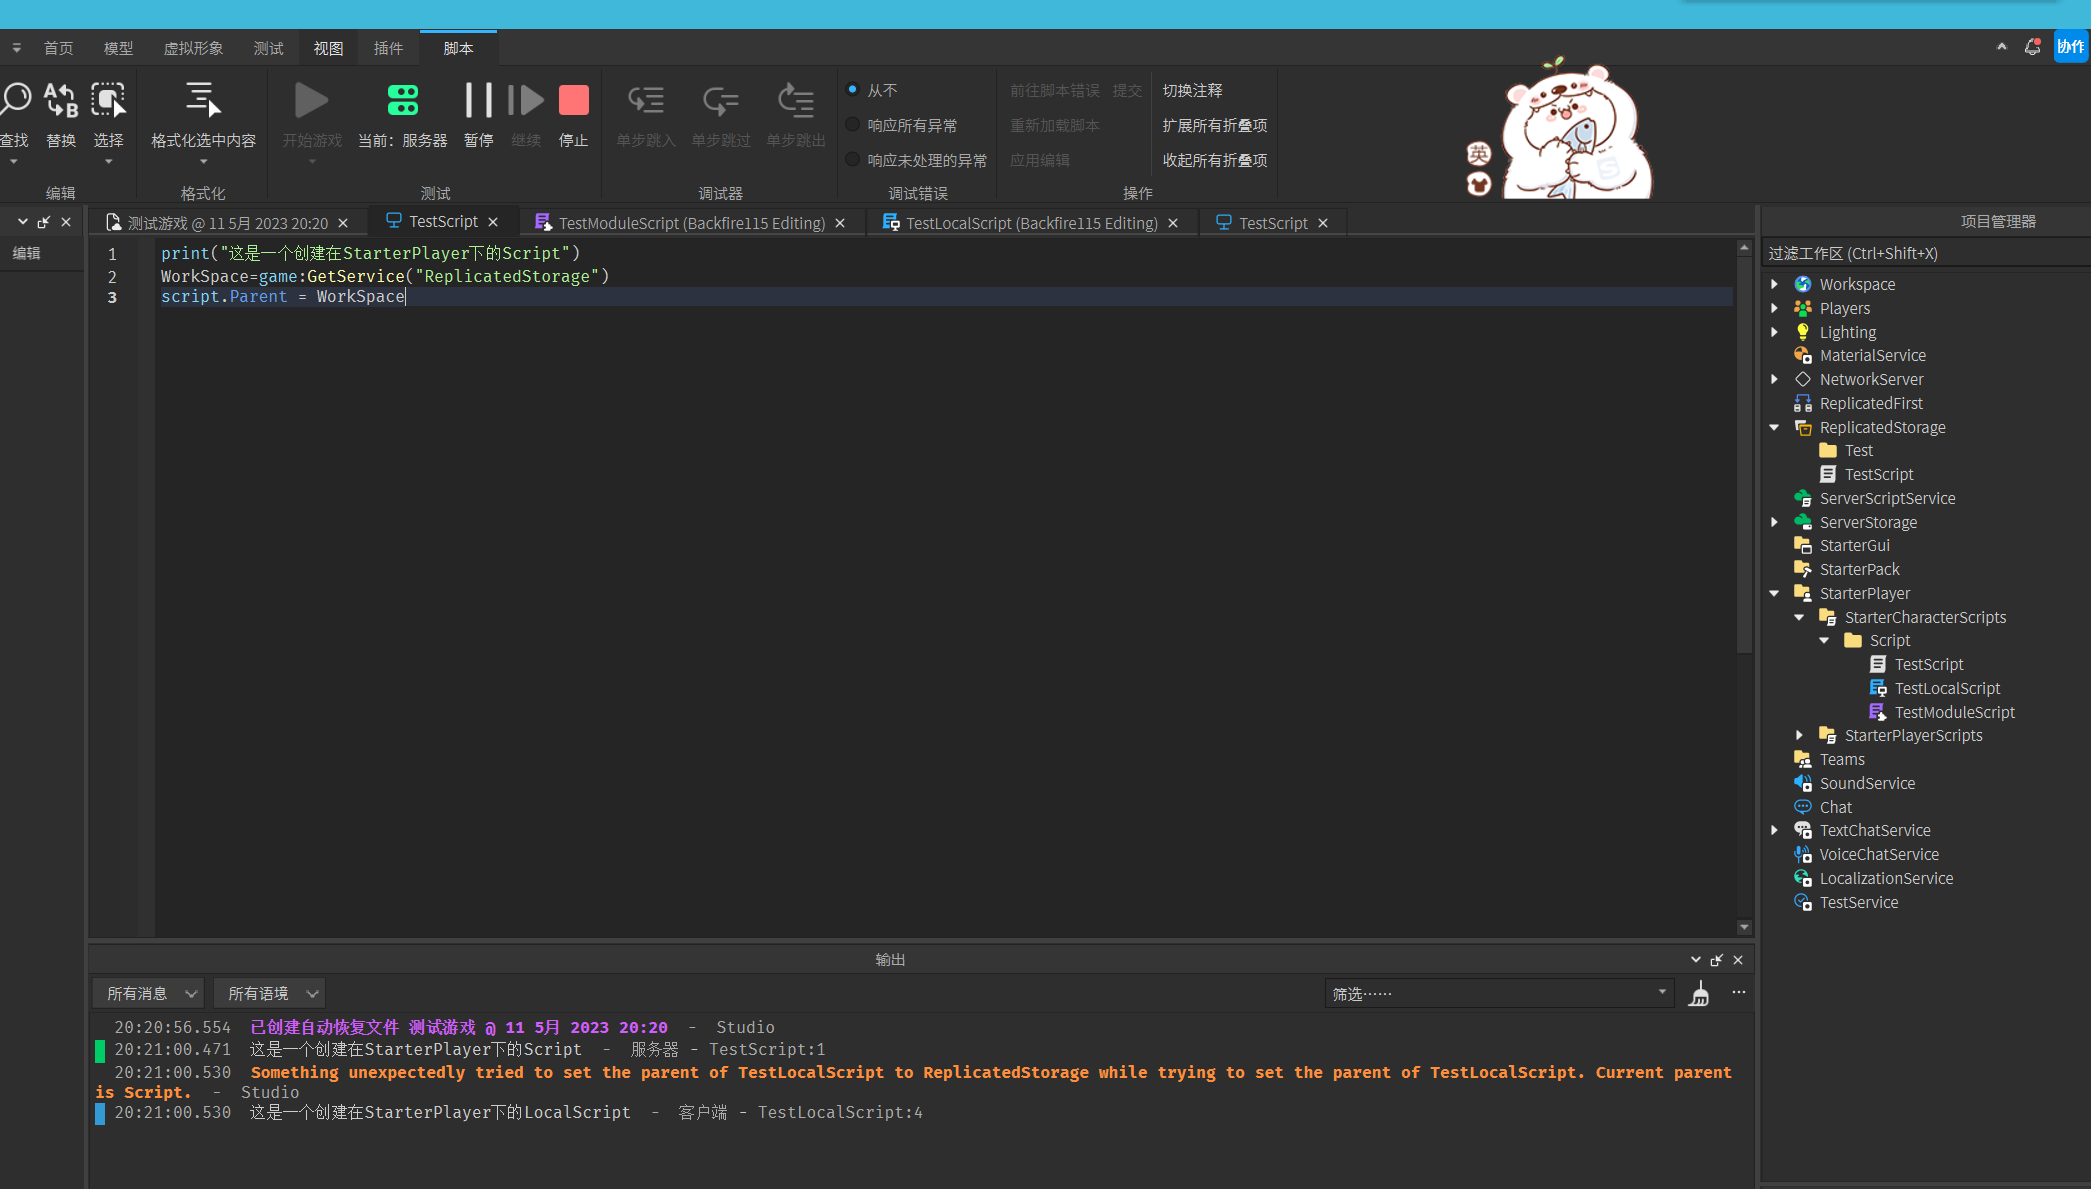 首页 模型 虚拟形象 测试 视图 插件 脚本
协作
查找 替换 选择
编辑
格式化选中内容
格式化
开始游戏 当前：服务器 暂停 继续 停止
测试
单步跳入 单步跳过 单步跳出
调试器
从不
响应所有异常
响应未处理的异常
调试错误
前往脚本错误 提交
重新加载脚本
应用编辑
切换注释
扩展所有折叠项
收起所有折叠项
操作
英
编辑
测试游戏 @ 11 5月 2023 20:20 TestScript TestModuleScript (Backfire115 Editing) TestLocalScript (Backfire115 Editing) TestScript
1 print("这是一个创建在StarterPlayer下的Script")
2 WorkSpace=game:GetService("ReplicatedStorage")
3 script.Parent = WorkSpace
输出
所有消息 所有语境 筛选······
20:20:56.554 已创建自动恢复文件 测试游戏 @ 11 5月 2023 20:20 - Studio
20:21:00.471 这是一个创建在StarterPlayer下的Script - 服务器 - TestScript:1
20:21:00.530 Something unexpectedly tried to set the parent of TestLocalScript to ReplicatedStorage while trying to set the parent of TestLocalScript. Current parent
is Script. - Studio
20:21:00.530 这是一个创建在StarterPlayer下的LocalScript - 客户端 - TestLocalScript:4
项目管理器
过滤工作区 (Ctrl+Shift+X)
Workspace
Players
Lighting
MaterialService
NetworkServer
ReplicatedFirst
ReplicatedStorage
Test
TestScript
ServerScriptService
ServerStorage
StarterGui
StarterPack
StarterPlayer
StarterCharacterScripts
Script
TestScript
TestLocalScript
TestModuleScript
StarterPlayerScripts
Teams
SoundService
Chat
TextChatService
VoiceChatService
LocalizationService
TestService